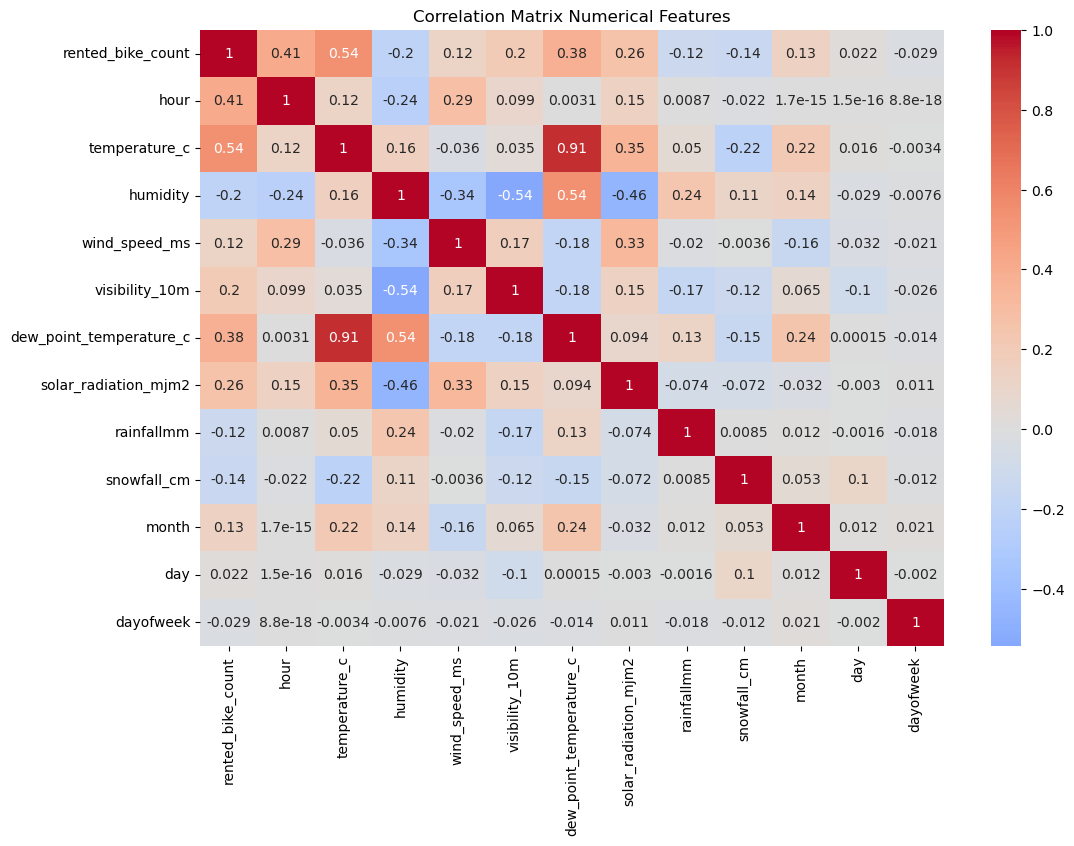 Correlation Matrix Numerical Features
rented_bike_count 1 0.41 0.54 -0.2 0.12 0.2 0.38 0.26 -0.12 -0.14 0.13 0.022 -0.029
hour 0.41 1 0.12 -0.24 0.29 0.099 0.0031 0.15 0.0087 -0.022 1.7e-15 1.5e-16 8.8e-18
temperature_c 0.54 0.12 1 0.16 -0.036 0.035 0.91 0.35 0.05 -0.22 0.22 0.016 -0.0034
humidity -0.2 -0.24 0.16 1 -0.34 -0.54 0.54 -0.46 0.24 0.11 0.14 -0.029 -0.0076
wind_speed_ms 0.12 0.29 -0.036 -0.34 1 0.17 -0.18 0.33 -0.02 -0.0036 -0.16 -0.032 -0.021
visibility_10m 0.2 0.099 0.035 -0.54 0.17 1 -0.18 0.15 -0.17 -0.12 0.065 -0.1 -0.026
dew_point_temperature_c 0.38 0.0031 0.91 0.54 -0.18 -0.18 1 0.094 0.13 -0.15 0.24 0.00015 -0.014
solar_radiation_mjm2 0.26 0.15 0.35 -0.46 0.33 0.15 0.094 1 -0.074 -0.072 -0.032 -0.003 0.011
rainfallmm -0.12 0.0087 0.05 0.24 -0.02 -0.17 0.13 -0.074 1 0.0085 0.012 -0.0016 -0.018
snowfall_cm -0.14 -0.022 -0.22 0.11 -0.0036 -0.12 -0.15 -0.072 0.0085 1 0.053 0.1 -0.012
month 0.13 1.7e-15 0.22 0.14 -0.16 0.065 0.24 -0.032 0.012 0.053 1 0.012 0.021
day 0.022 1.5e-16 0.016 -0.029 -0.032 -0.1 0.00015 -0.003 -0.0016 0.1 0.012 1 -0.002
dayofweek -0.029 8.8e-18 -0.0034 -0.0076 -0.021 -0.026 -0.014 0.011 -0.018 -0.012 0.021 -0.002 1
rented_bike_count
hour
temperature_c
humidity
wind_speed_ms
visibility_10m
dew_point_temperature_c
solar_radiation_mjm2
rainfallmm
snowfall_cm
month
day
dayofweek
1.0
0.8
0.6
0.4
0.2
0.0
−0.2
−0.4